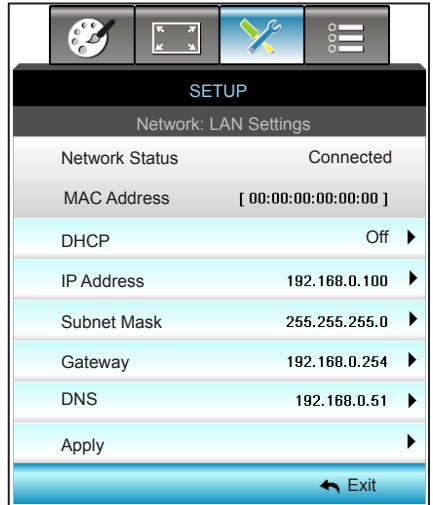 SETUP
Network: LAN Settings
Network Status Connected
MAC Address [ 00:00:00:00:00:00 ]
DHCP Off
IP Address 192.168.0.100
Subnet Mask 255.255.255.0
Gateway 192.168.0.254
DNS 192.168.0.51
Apply
Exit